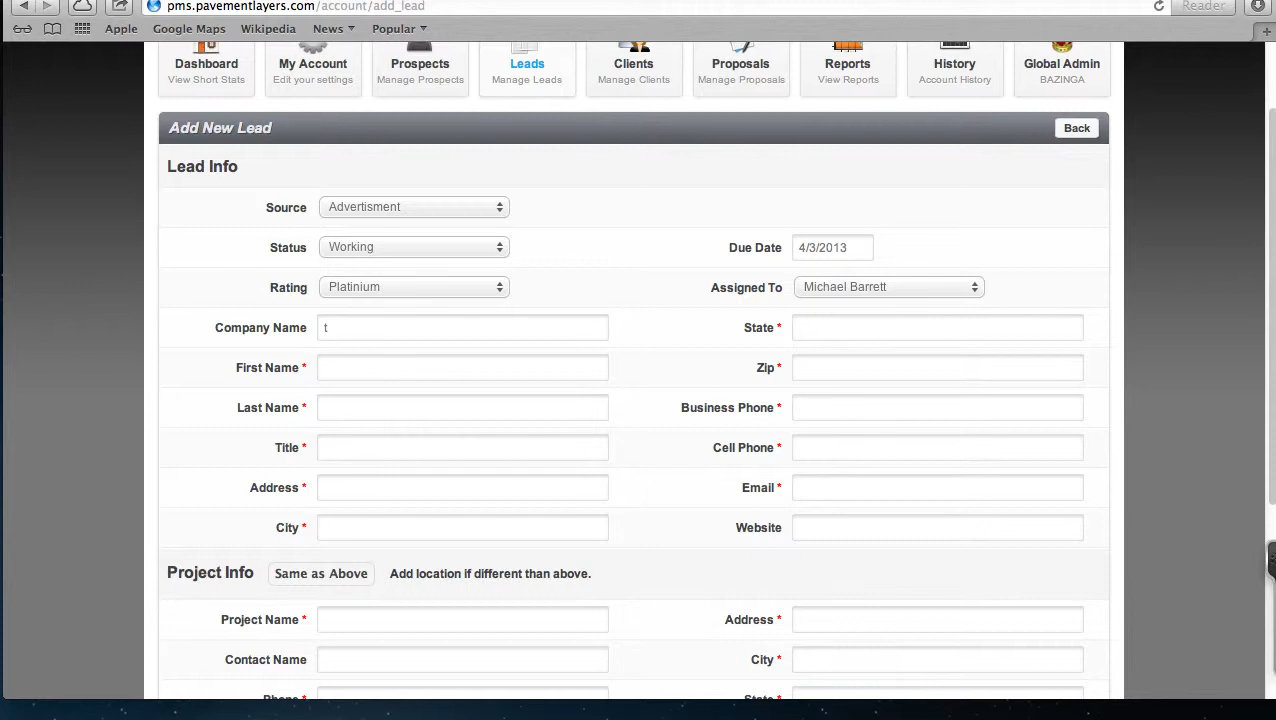 pms.pavementlayers.com/account/add_lead Reader
Apple Google Maps Wikipedia News Popular
Dashboard My Account Prospects Leads Clients Proposals Reports History Global Admin
View Short Stats Edit your settings Manage Prospects Manage Leads Manage Clients Manage Proposals View Reports Account History BAZINGA
Add New Lead Back
Lead Info
Source Advertisment
Status Working Due Date 4/3/2013
Rating Platinium Assigned To Michael Barrett
Company Name t State *
First Name * Zip *
Last Name * Business Phone *
Title * Cell Phone *
Address * Email *
City * Website
Project Info Same as Above Add location if different than above.
Project Name * Address *
Contact Name City *
Phone * State *